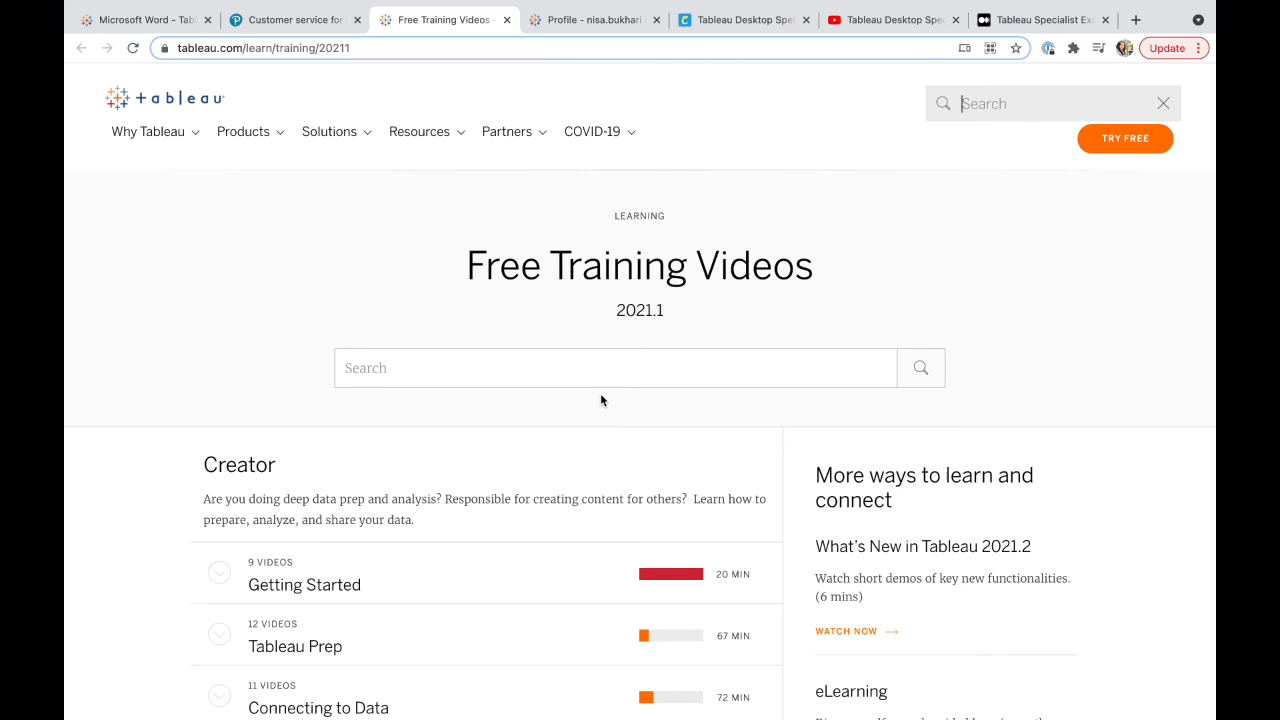 Microsoft Word - Tab
Customer service for
Free Training Videos -
Profile - nisa.bukhari
Tableau Desktop Spe
Tableau Desktop Spe
Tableau Specialist Ex
tableau.com/learn/training/20211
Update
+ a b | e a u
Search
Why Tableau
Products
Solutions
Resources
Partners
COVID-19
TRY FREE
LEARNING
Free Training Videos
2021.1
Search
Creator
Are you doing deep data prep and analysis? Responsible for creating content for others? Learn how to
prepare, analyze, and share your data.
9 VIDEOS
Getting Started
20 MIN
12 VIDEOS
Tableau Prep
67 MIN
11 VIDEOS
Connecting to Data
72 MIN
More ways to learn and
connect
What's New in Tableau 2021.2
Watch short demos of key new functionalities.
(6 mins)
WATCH NOW
eLearning